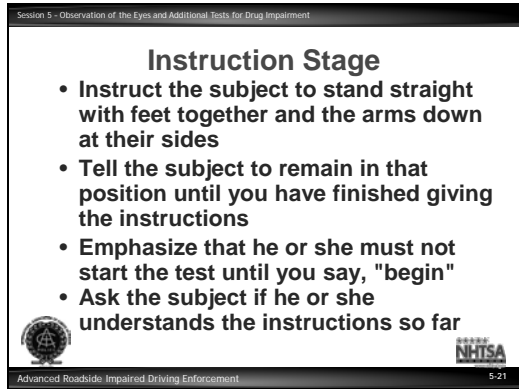 Session 5 - Observation of the Eyes and Additional Tests for Drug Impairment
Instruction Stage
• Instruct the subject to stand straight
with feet together and the arms down
at their sides
• Tell the subject to remain in that
position until you have finished giving
the instructions
• Emphasize that he or she must not
start the test until you say, "begin"
• Ask the subject if he or she
understands the instructions so far
NHTSA
Advanced Roadside Impaired Driving Enforcement
5-21